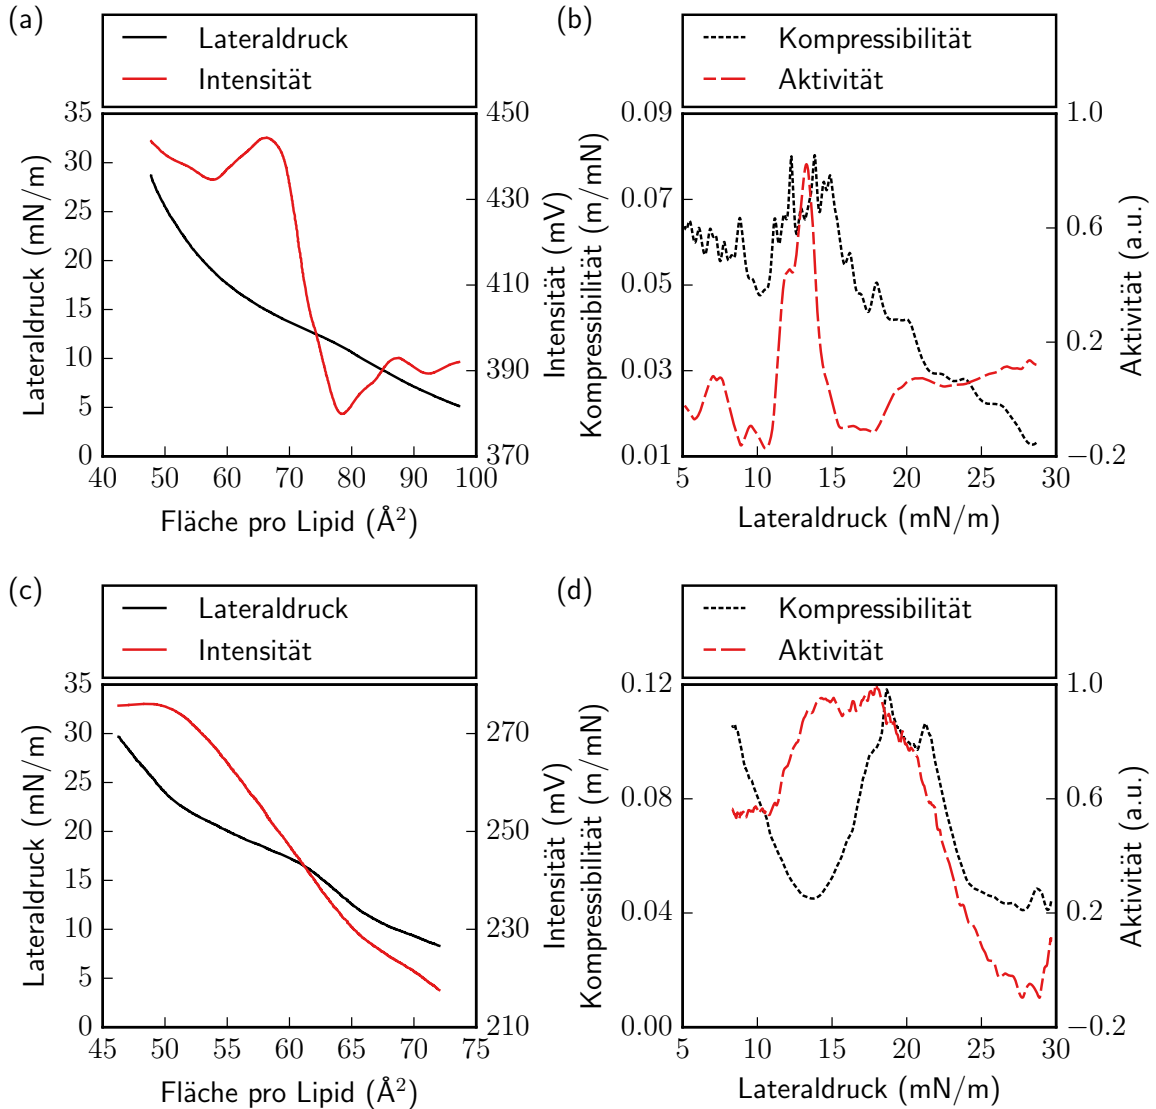 (a)
Lateraldruck
Intensität
35
30
25
20
15
10
5
0
Lateraldruck (mN/m)
450
430
410
390
370
Intensität (mV)
40 50 60 70 80 90 100
Fläche pro Lipid (Å²)
(b)
Kompressibilität
Aktivität
0.09
0.07
0.05
0.03
0.01
Kompressibilität (m/mN)
1.0
0.6
0.2
−0.2
Aktivität (a.u.)
5 10 15 20 25 30
Lateraldruck (mN/m)
(c)
Lateraldruck
Intensität
35
30
25
20
15
10
5
0
Lateraldruck (mN/m)
270
250
230
210
Intensität (mV)
45 50 55 60 65 70 75
Fläche pro Lipid (Å²)
(d)
Kompressibilität
Aktivität
0.12
0.08
0.04
0.00
Kompressibilität (m/mN)
1.0
0.6
0.2
−0.2
Aktivität (a.u.)
5 10 15 20 25 30
Lateraldruck (mN/m)